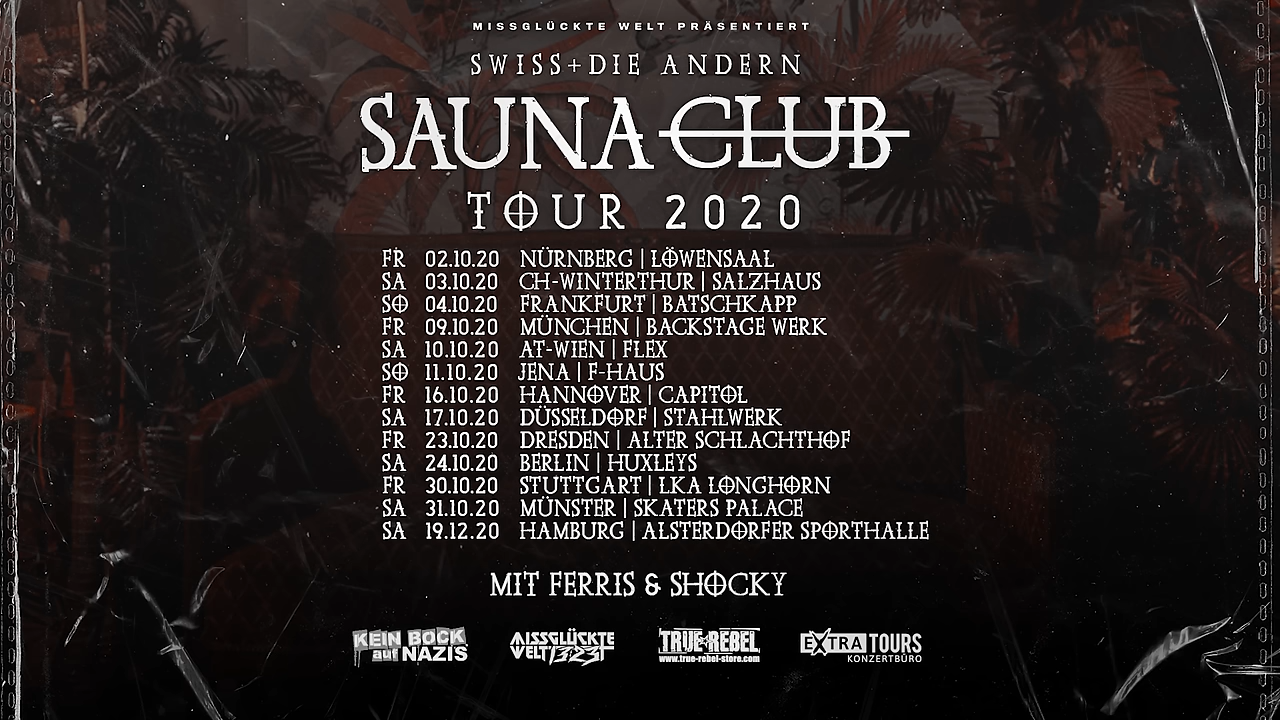 MISSGLÜCKTE WELT PRÄSENTIERT
SWISS+DIE ANDERN
SAUNA CLUB
TOUR 2020
FR 02.10.20 NÜRNBERG | LÖWENSAAL
SA 03.10.20 CH-WINTERTHUR | SALZHAUS
SO 04.10.20 FRANKFURT | BATSCHKAPP
FR 09.10.20 MÜNCHEN | BACKSTAGE WERK
SA 10.10.20 AT-WIEN | FLEX
SO 11.10.20 JENA | F-HAUS
FR 16.10.20 HANNOVER | CAPITOL
SA 17.10.20 DÜSSELDORF | STAHLWERK
FR 23.10.20 DRESDEN | ALTER SCHLACHTHOF
SA 24.10.20 BERLIN | HUXLEYS
FR 30.10.20 STUTTGART | LKA LONGHORN
SA 31.10.20 MÜNSTER | SKATERS PALACE
SA 19.12.20 HAMBURG | ALSTERDORFER SPORTHALLE
MIT FERRIS & SHOCKY
KEIN BOCK
auf NAZIS
MISSGLÜCKTE
WELT 1323
TRUE REBEL
www.true-rebel-store.com
EXTRA TOURS
KONZERTBÜRO